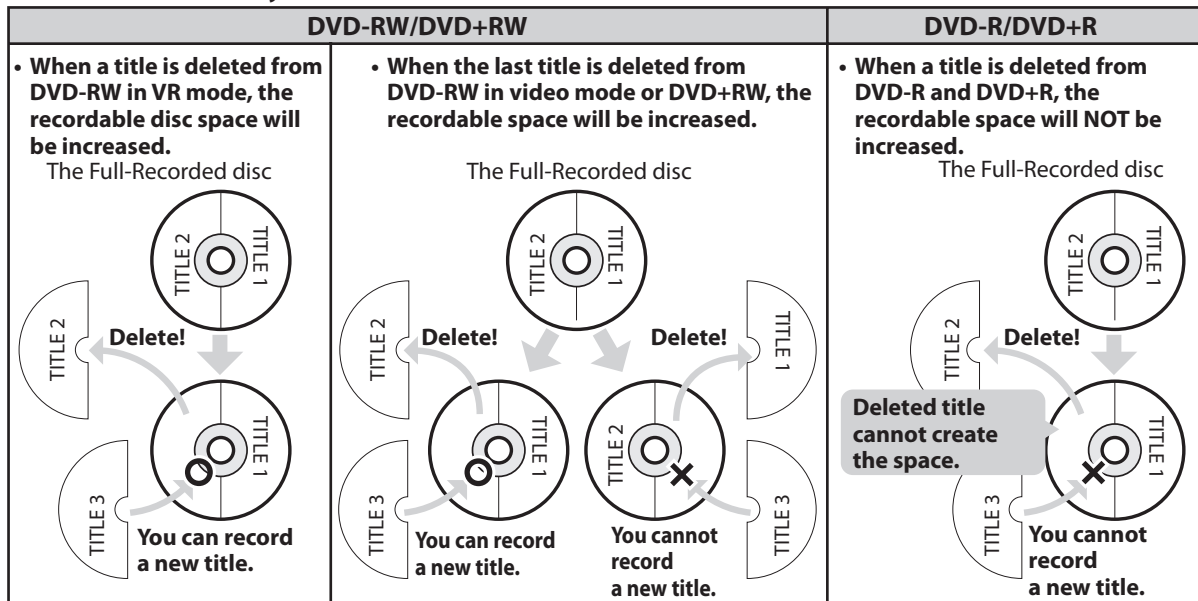 DVD-RW/DVD+RW
DVD-R/DVD+R
• When a title is deleted from
DVD-RW in VR mode, the
recordable disc space will
be increased.
The Full-Recorded disc
TITLE 2
TITLE 1
TITLE 2
Delete!
TITLE 1
TITLE 3
You can record
a new title.
• When the last title is deleted from
DVD-RW in video mode or DVD+RW, the
recordable space will be increased.
The Full-Recorded disc
TITLE 2
TITLE 1
TITLE 2
Delete!
Delete!
TITLE 1
TITLE 1
TITLE 2
TITLE 3
You can record
a new title.
TITLE 3
You cannot
record
a new title.
• When a title is deleted from
DVD-R and DVD+R, the
recordable space will NOT be
increased.
The Full-Recorded disc
TITLE 2
TITLE 1
TITLE 2
Delete!
Deleted title
cannot create
the space.
TITLE 1
TITLE 3
You cannot
record
a new title.